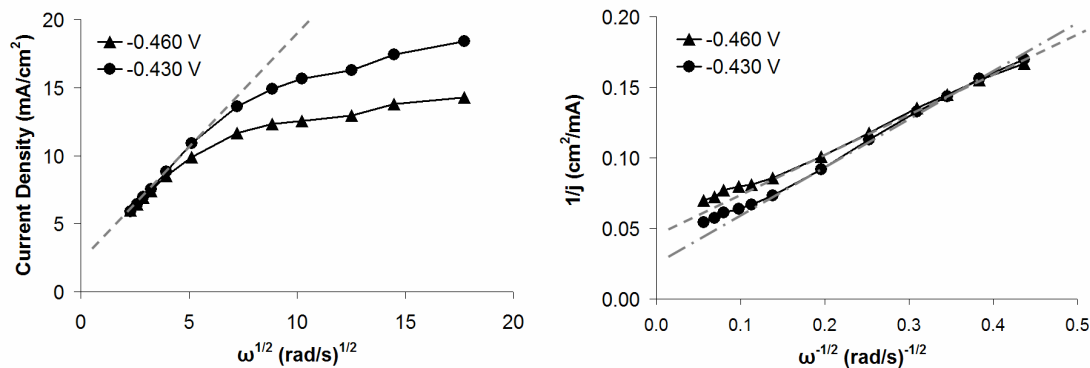 Current Density (mA/cm²)
20
15
10
5
0
-0.460 V
-0.430 V
0 5 10 15 20
ω^1/2 (rad/s)^1/2
1/j (cm²/mA)
0.20
0.15
0.10
0.05
0.00
-0.460 V
-0.430 V
0.0 0.1 0.2 0.3 0.4 0.5
ω^-1/2 (rad/s)^-1/2